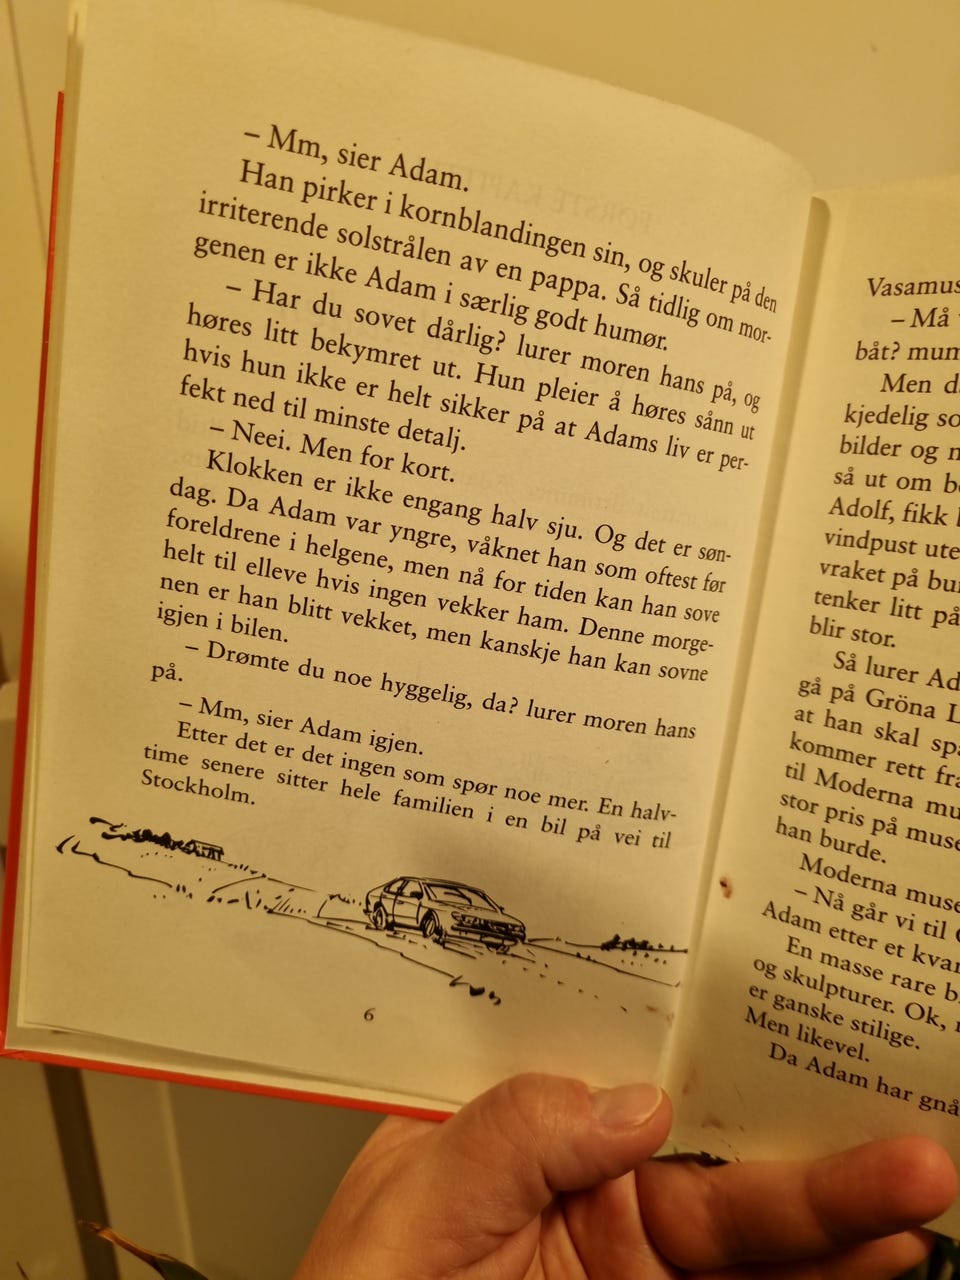 – Mm, sier Adam.
Han pirker i kornblandingen sin, og skuler på den
irriterende solstrålen av en pappa. Så tidlig om mor-
genen er ikke Adam i særlig godt humør.
– Har du sovet dårlig? lurer moren hans på, og
høres litt bekymret ut. Hun pleier å høres sånn ut
hvis hun ikke er helt sikker på at Adams liv er per-
fekt ned til minste detalj.
– Neei. Men for kort.
Klokken er ikke engang halv sju. Og det er søn-
dag. Da Adam var yngre, våknet han som oftest før
foreldrene i helgene, men nå for tiden kan han sove
helt til elleve hvis ingen vekker ham. Denne morge-
nen er han blitt vekket, men kanskje han kan sovne
igjen i bilen.
– Drømte du noe hyggelig, da? lurer moren hans
på.
– Mm, sier Adam igjen.
Etter det er det ingen som spør noe mer. En halv-
time senere sitter hele familien i en bil på vei til
Stockholm.
6
Vasamus
– Må
båt? mum
Men d
kjedelig so
bilder og
så ut om b
Adolf, fikk
vindpust ute
vraket på bu
tenker litt på
blir stor.
Så lurer Ad
gå på Gröna L
at han skal spa
kommer rett fra
til Moderna mu
stor pris på muse
han burde.
Moderna muse
– Nå går vi til
Adam etter et kvar
En masse rare b
og skulpturer. Ok,
er ganske stilige.
Men likevel.
Da Adam har gnå